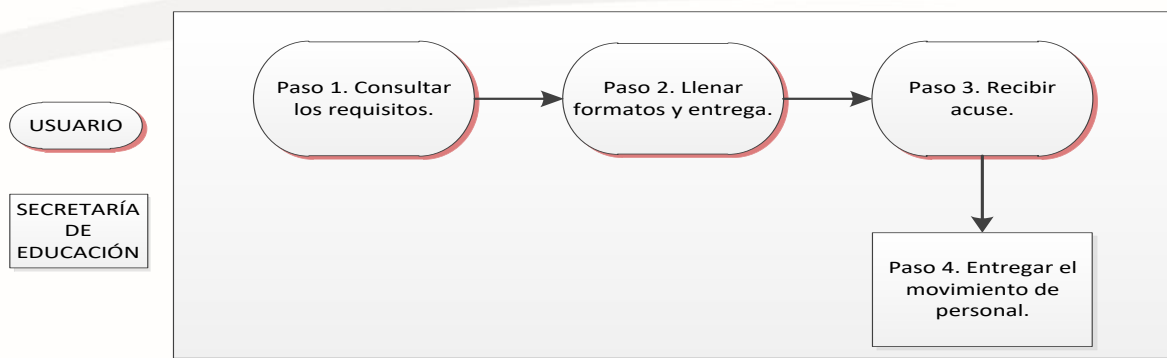 USUARIO
SECRETARÍA
DE
EDUCACIÓN
Paso 1. Consultar
los requisitos.
Paso 2. Llenar
formatos y entrega.
Paso 3. Recibir
acuse.
Paso 4. Entregar el
movimiento de
personal.